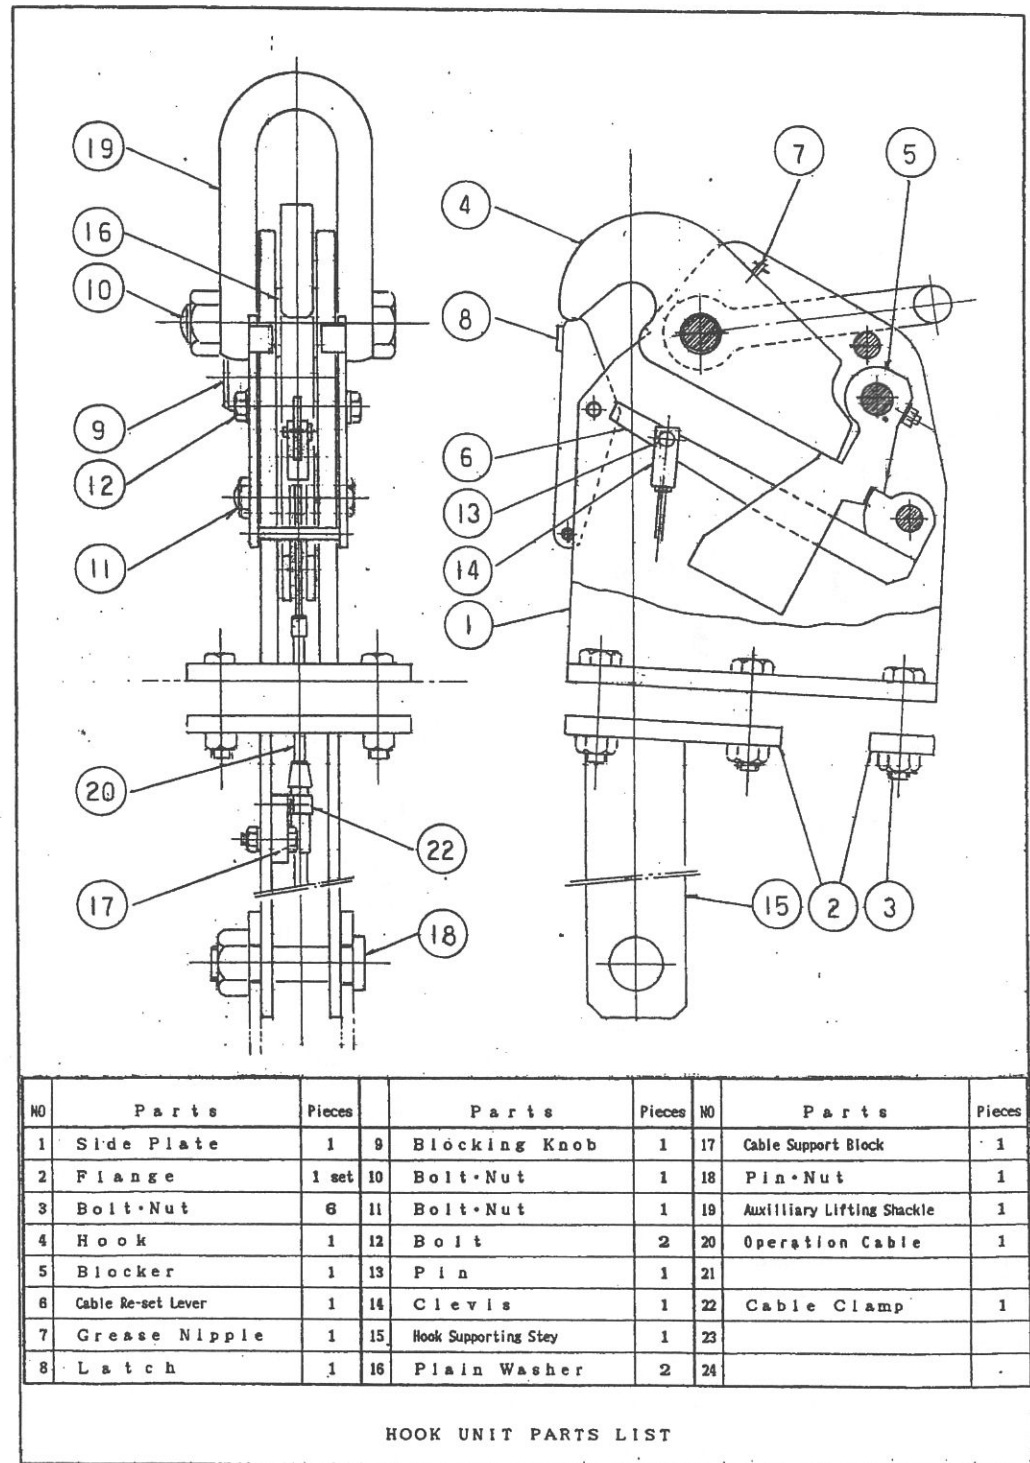 19
16
10
9
12
11
20
17
22
18
4
7
5
8
6
13
14
1
15
2
3
NO Parts Pieces Parts Pieces NO Parts Pieces
1 Side Plate 1 9 Blocking Knob 1 17 Cable Support Block 1
2 Flange 1 set 10 Bolt·Nut 1 18 Pin·Nut 1
3 Bolt·Nut 6 11 Bolt·Nut 1 19 Auxilliary Lifting Shackle 1
4 Hook 1 12 Bolt 2 20 Operation Cable 1
5 Blocker 1 13 Pin 1 21
6 Cable Re-set Lever 1 14 Clevis 1 22 Cable Clamp 1
7 Grease Nipple 1 15 Hook Supporting Stey 1 23
8 Latch 1 16 Plain Washer 2 24
HOOK UNIT PARTS LIST